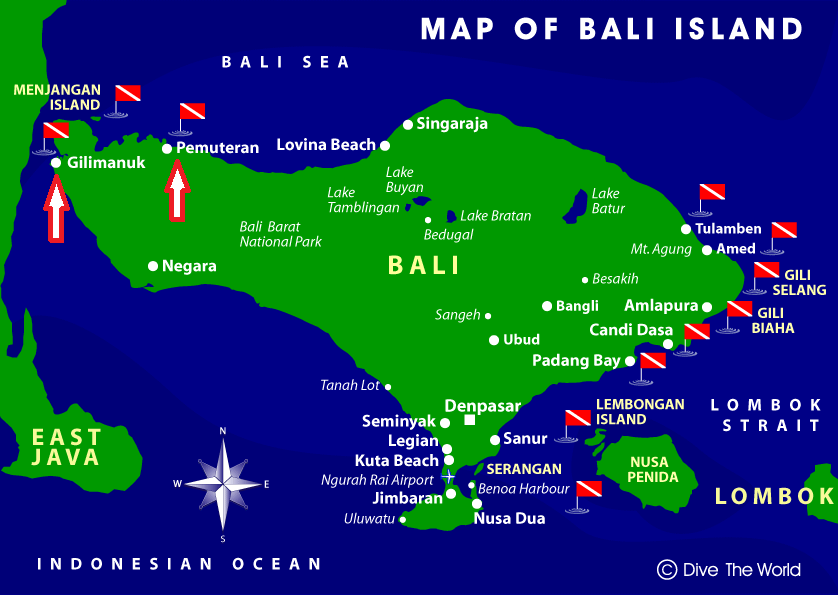 MAP OF BALI ISLAND
BALI SEA
MENJANGAN
ISLAND
Singaraja
Pemuteran
Lovina Beach
Gilimanuk
Lake
Buyan
Lake
Tamblingan
Lake Bratan
Lake
Batur
Bali Barat
National Park
Bedugal
Tulamben
Mt. Agung
Amed
BALI
Negara
Besakih
GILI
SELANG
Bangli
Amlapura
Sangeh
GILI
BIAHA
Candi Dasa
Ubud
Padang Bay
Tanah Lot
Denpasar
LEMBONGAN
ISLAND
LOMBOK
STRAIT
Seminyak
Legian
Sanur
EAST
JAVA
N
W
E
S
Kuta Beach
SERANGAN
NUSA
PENIDA
Ngurah Rai Airport
Benoa Harbour
Jimbaran
LOMBOK
Uluwatu
Nusa Dua
INDONESIAN OCEAN
© Dive The World